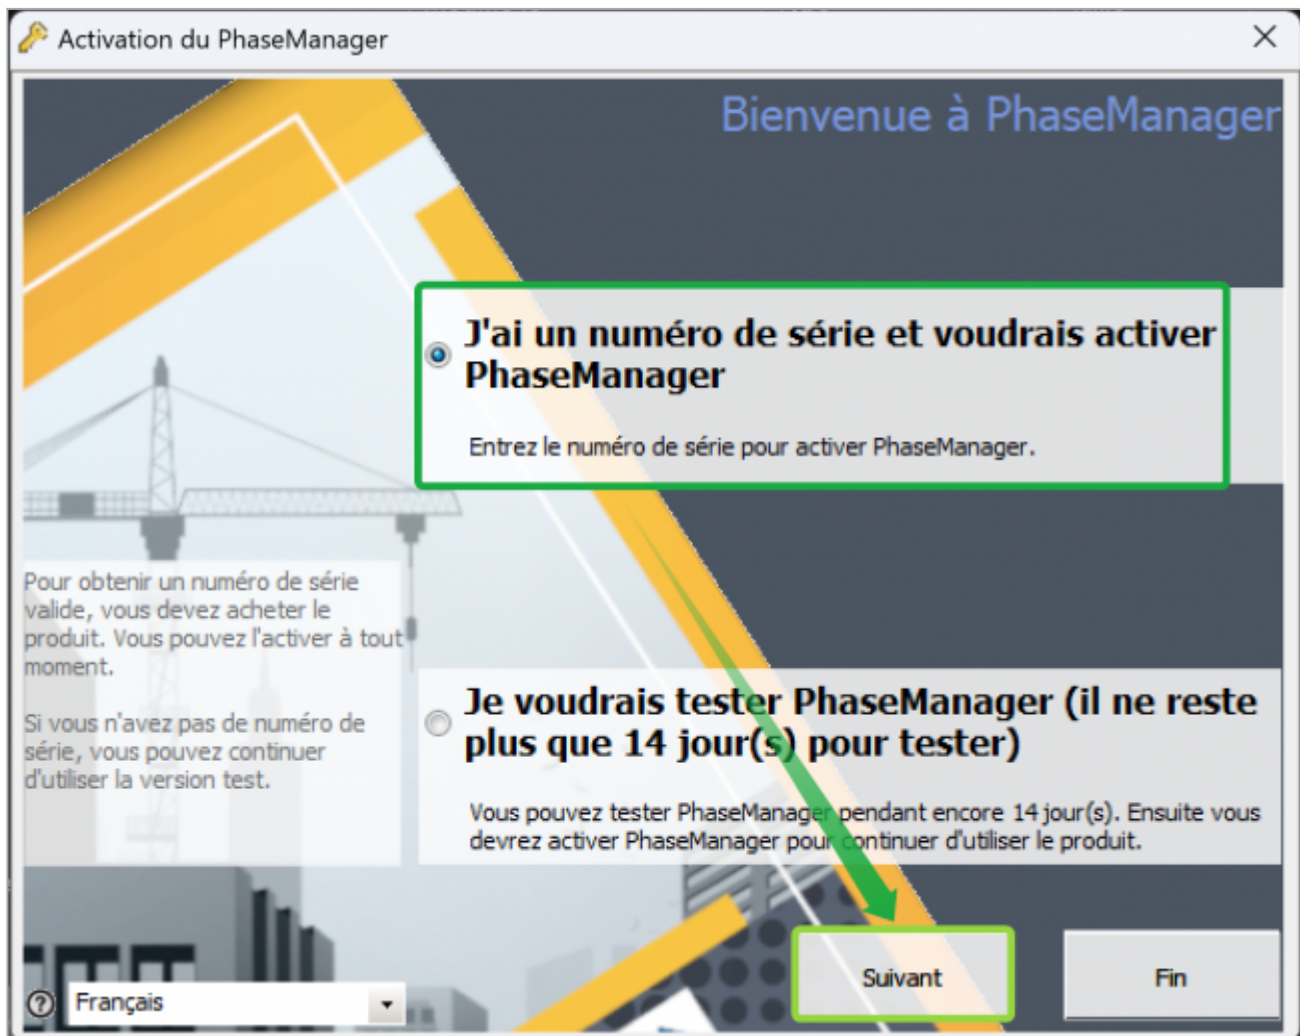 Activation du PhaseManager
Bienvenue à PhaseManager
J'ai un numéro de série et voudrais activer
PhaseManager
Entrez le numéro de série pour activer PhaseManager.
Pour obtenir un numéro de série
valide, vous devez acheter le
produit. Vous pouvez l'activer à tout
moment.
Si vous n'avez pas de numéro de
série, vous pouvez continuer
d'utiliser la version test.
Je voudrais tester PhaseManager (il ne reste
plus que 14 jour(s) pour tester)
Vous pouvez tester PhaseManager pendant encore 14 jour(s). Ensuite vous
devrez activer PhaseManager pour continuer d'utiliser le produit.
Français
Suivant
Fin